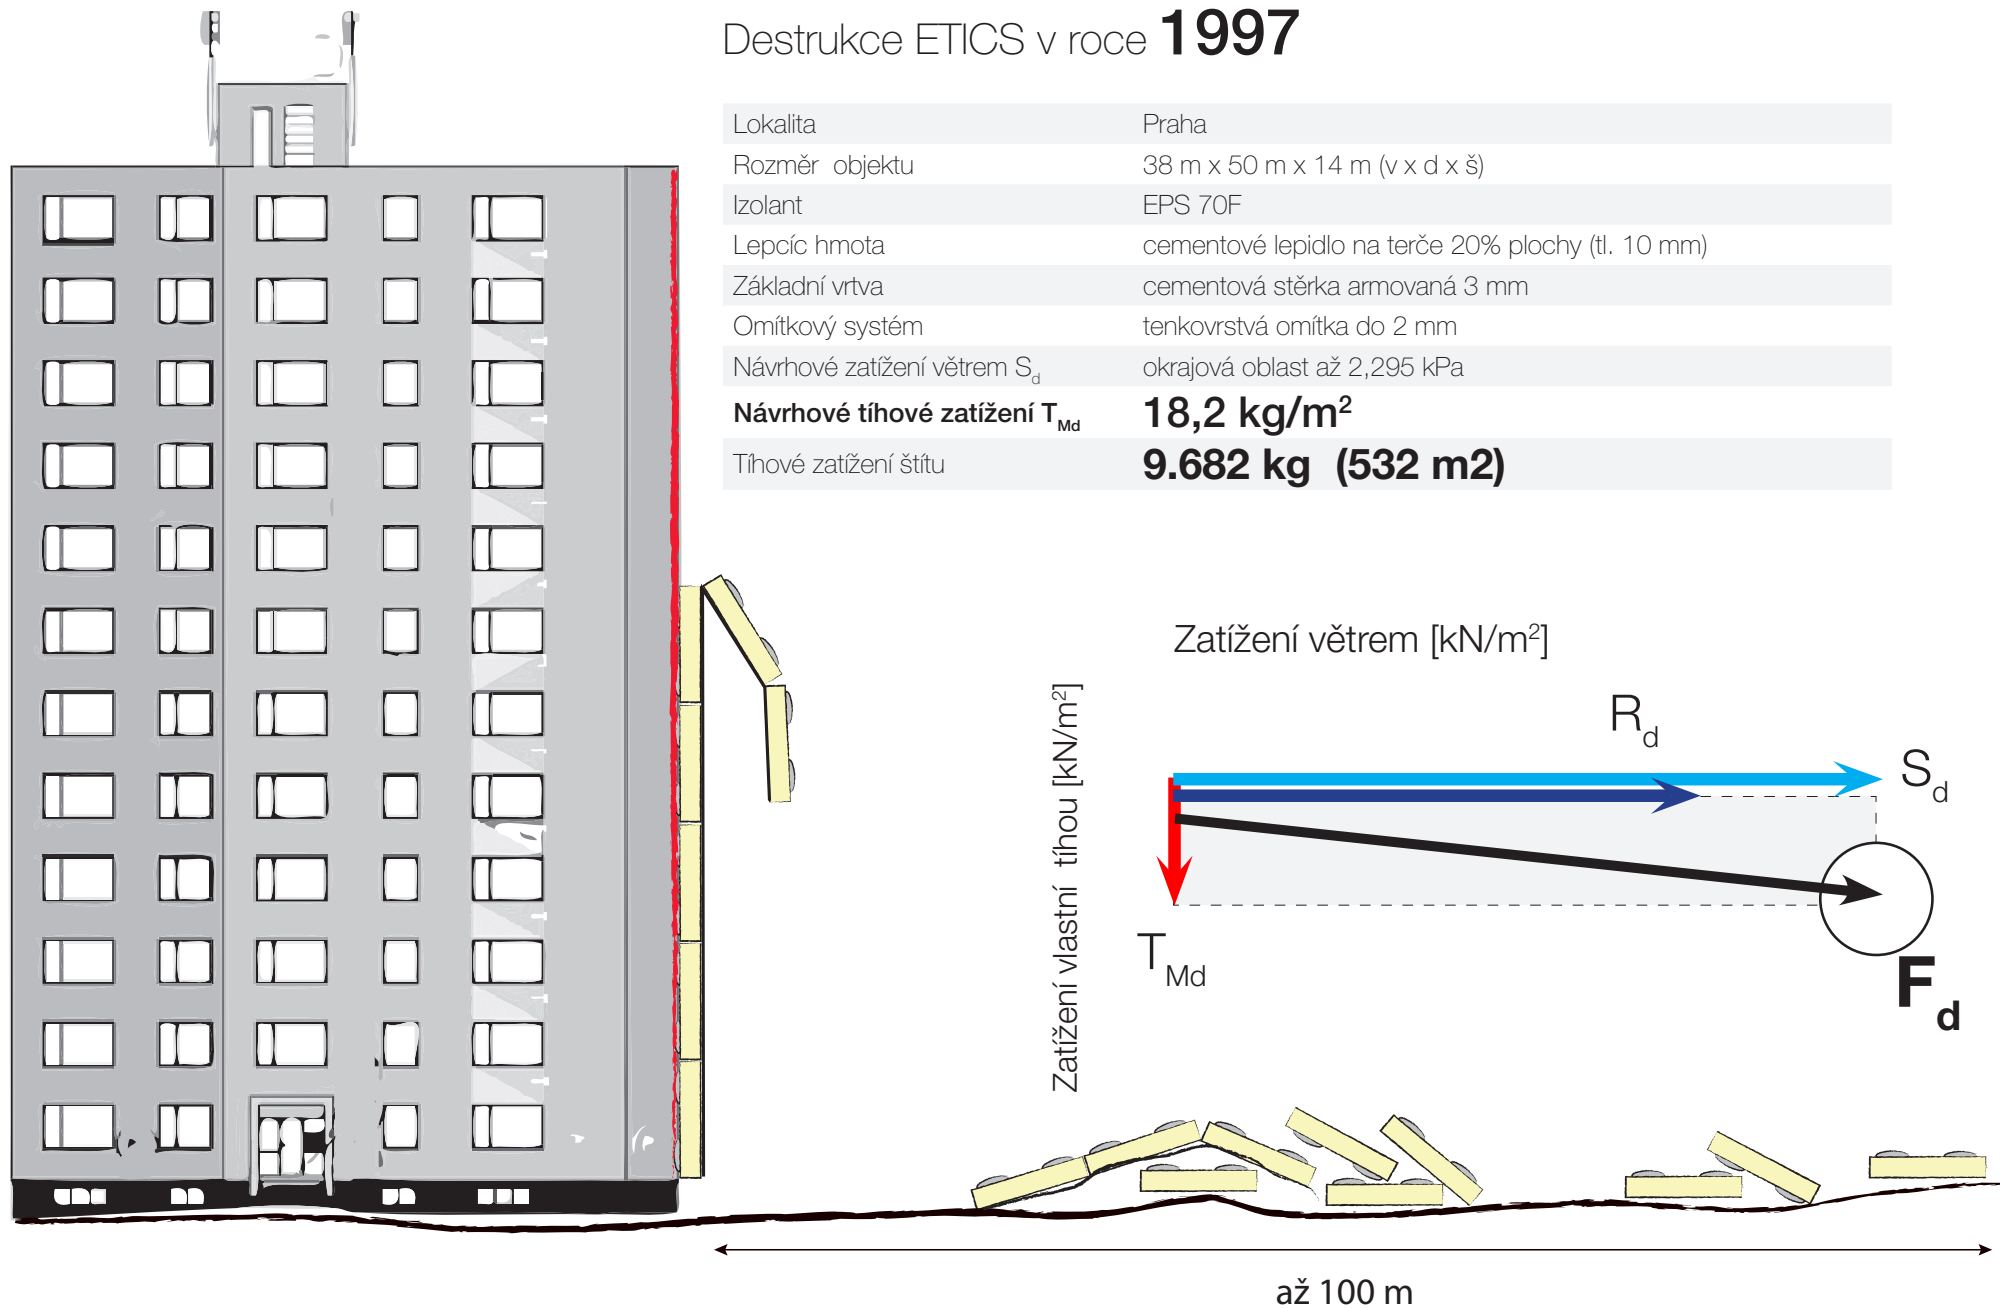 Destrukce ETICS v roce 1997
Lokalita Praha
Rozměr objektu 38 m x 50 m x 14 m (v x d x š)
Izolant EPS 70F
Lepcíc hmota cementové lepidlo na terče 20% plochy (tl. 10 mm)
Základní vrtva cementová stěrka armovaná 3 mm
Omítkový systém tenkovrstvá omítka do 2 mm
Návrhové zatížení větrem Sd okrajová oblast až 2,295 kPa
Návrhové tíhové zatížení TMd 18,2 kg/m²
Tíhové zatížení štítu 9.682 kg (532 m2)
Zatížení větrem [kN/m²]
Zatížení vlastní tíhou [kN/m²]
Rd
Sd
TMd
Fd
až 100 m